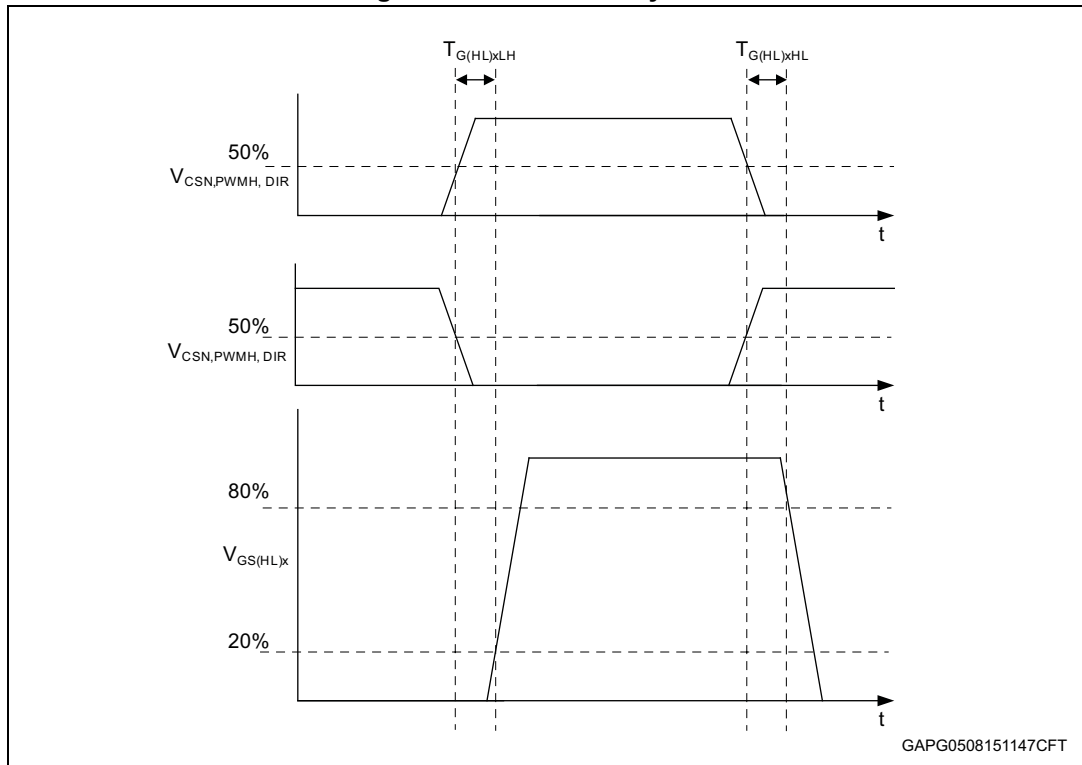 T_G(HL)xLH T_G(HL)xHL
50%
V_CSN,PWMH, DIR
t
50%
V_CSN,PWMH, DIR
t
80%
V_GS(HL)x
20%
t
GAPG0508151147CFT